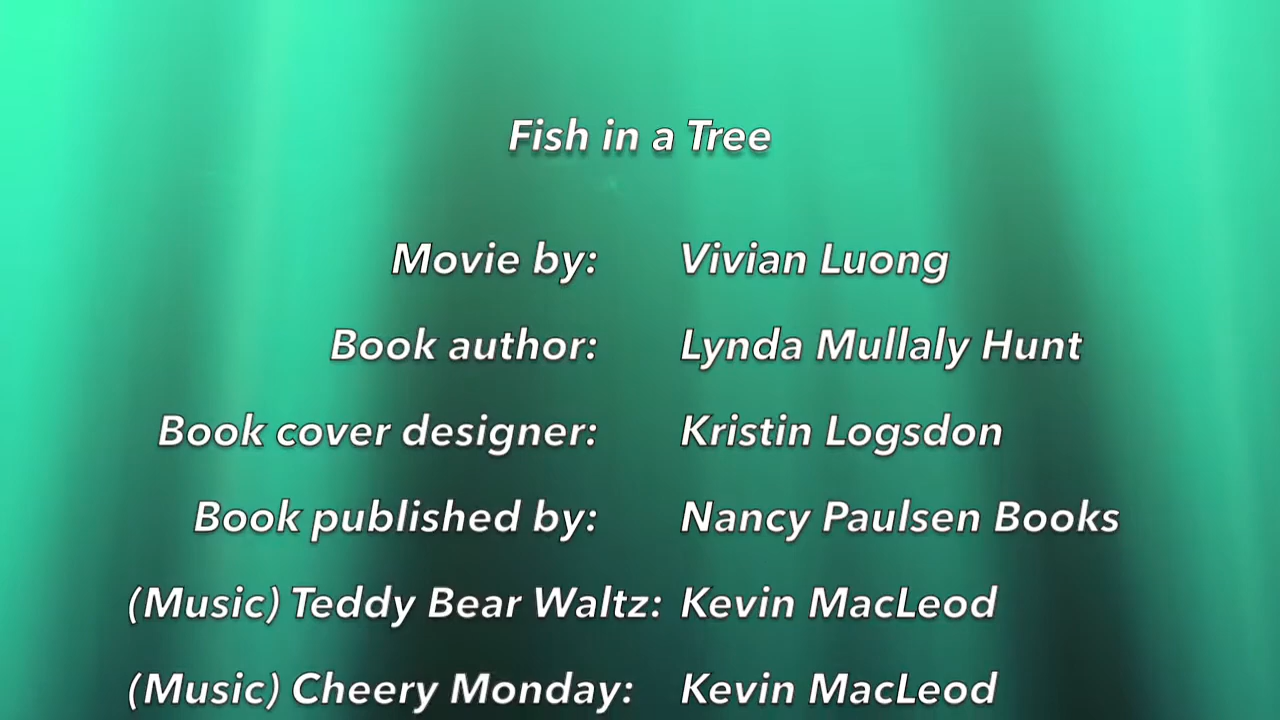 Fish in a Tree
Movie by: Vivian Luong
Book author: Lynda Mullaly Hunt
Book cover designer: Kristin Logsdon
Book published by: Nancy Paulsen Books
(Music) Teddy Bear Waltz: Kevin MacLeod
(Music) Cheery Monday: Kevin MacLeod